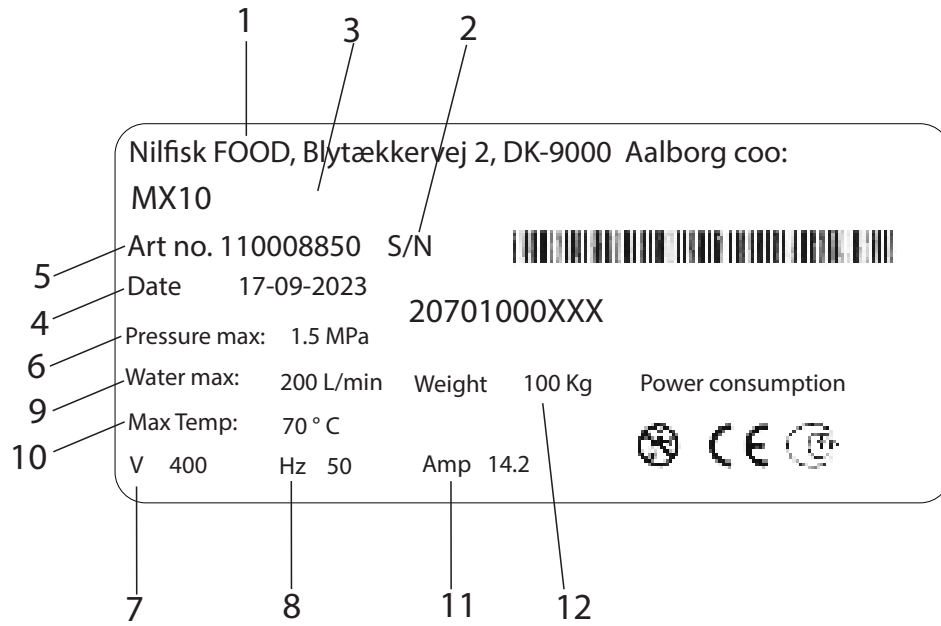 1
3
2
Nilfisk FOOD, Blytækkervej 2, DK-9000 Aalborg coo:
MX10
5
Art no. 110008850 S/N
4
Date 17-09-2023
20701000XXX
6
Pressure max: 1.5 MPa
9
Water max: 200 L/min Weight 100 Kg Power consumption
10
Max Temp: 70 ° C
V 400 Hz 50 Amp 14.2
CE
7
8
11
12